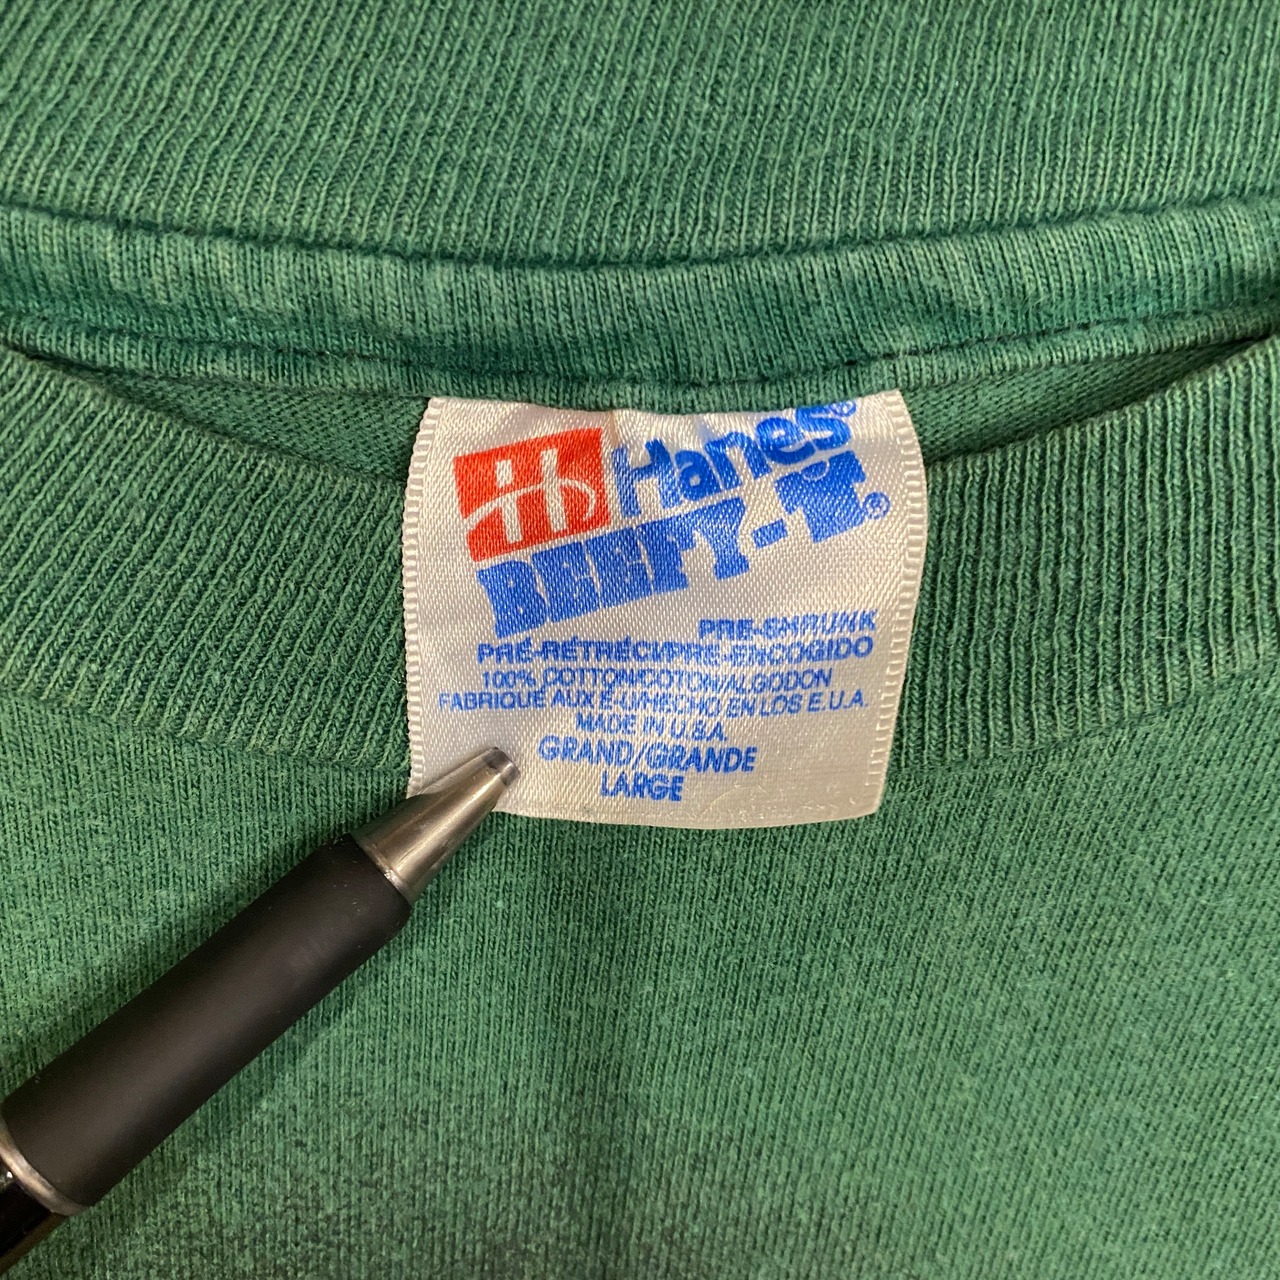 Hanes®
BEEFY-T®
PRE-SHRUNK
PRÉ-RÉTRÉCI/PRE-ENCOGIDO
100% COTTON/COTON/ALGODON
FABRIQUÉ AUX É-U/HECHO EN LOS E.U.A.
MADE IN U.S.A.
GRAND/GRANDE
LARGE